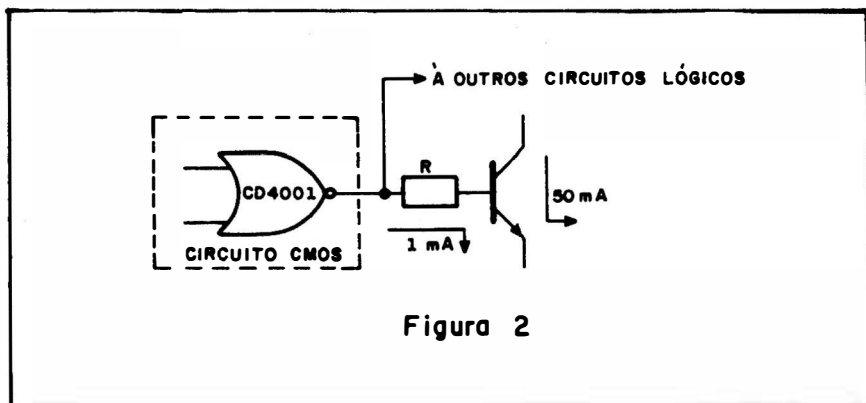 À OUTROS CIRCUITOS LÓGICOS
R
CD4001
50 mA
1 mA
CIRCUITO CMOS
Figura 2